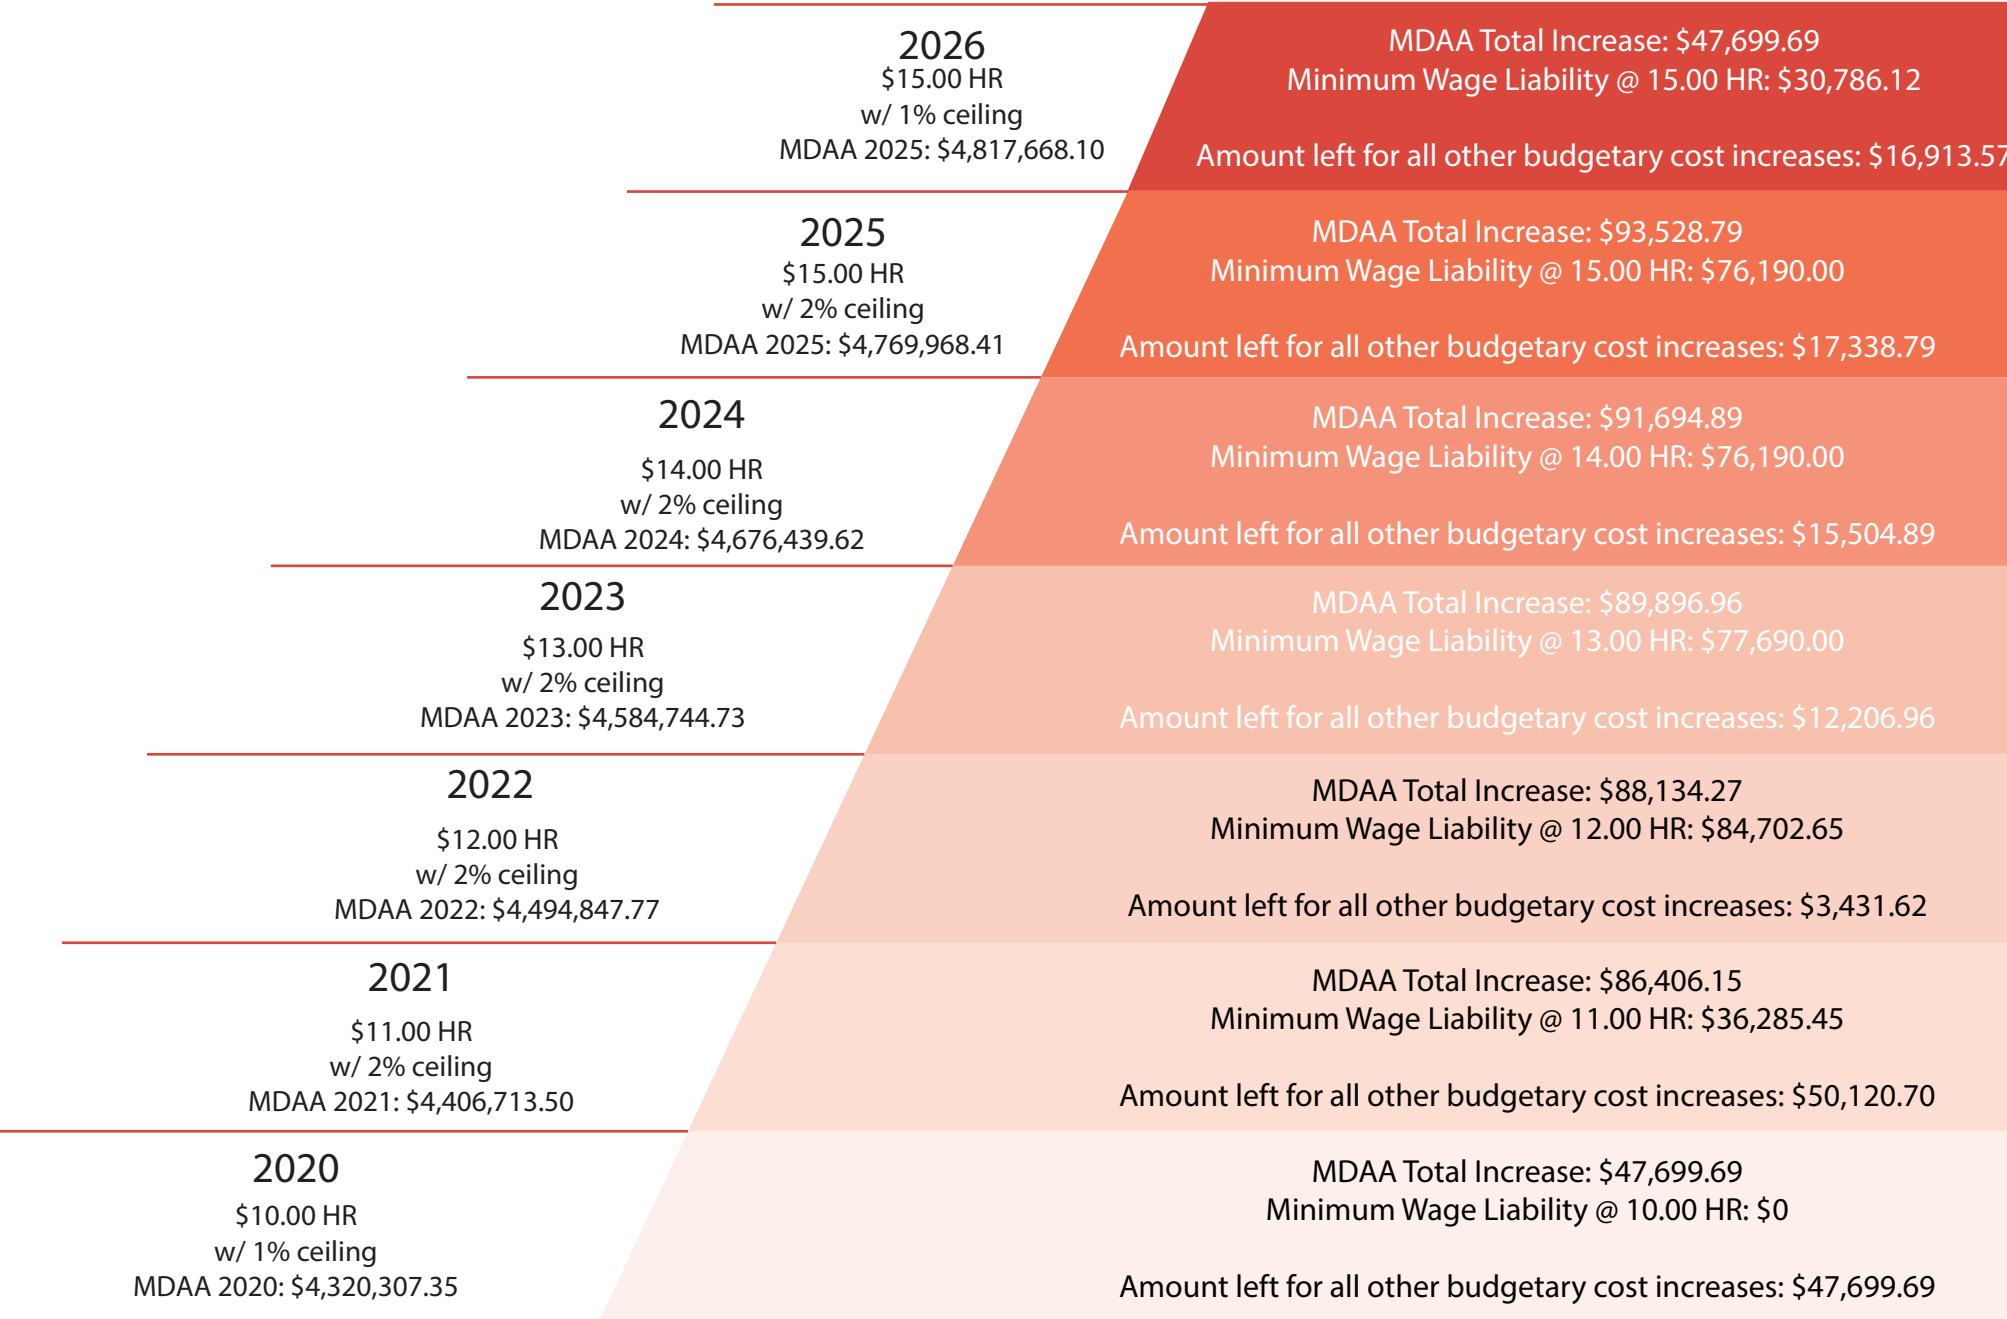 2026
$15.00 HR
w/ 1% ceiling
MDAA 2025: $4,817,668.10
MDAA Total Increase: $47,699.69
Minimum Wage Liability @ 15.00 HR: $30,786.12
Amount left for all other budgetary cost increases: $16,913.57
2025
$15.00 HR
w/ 2% ceiling
MDAA 2025: $4,769,968.41
MDAA Total Increase: $93,528.79
Minimum Wage Liability @ 15.00 HR: $76,190.00
Amount left for all other budgetary cost increases: $17,338.79
2024
$14.00 HR
w/ 2% ceiling
MDAA 2024: $4,676,439.62
MDAA Total Increase: $91,694.89
Minimum Wage Liability @ 14.00 HR: $76,190.00
Amount left for all other budgetary cost increases: $15,504.89
2023
$13.00 HR
w/ 2% ceiling
MDAA 2023: $4,584,744.73
MDAA Total Increase: $89,896.96
Minimum Wage Liability @ 13.00 HR: $77,690.00
Amount left for all other budgetary cost increases: $12,206.96
2022
$12.00 HR
w/ 2% ceiling
MDAA 2022: $4,494,847.77
MDAA Total Increase: $88,134.27
Minimum Wage Liability @ 12.00 HR: $84,702.65
Amount left for all other budgetary cost increases: $3,431.62
2021
$11.00 HR
w/ 2% ceiling
MDAA 2021: $4,406,713.50
MDAA Total Increase: $86,406.15
Minimum Wage Liability @ 11.00 HR: $36,285.45
Amount left for all other budgetary cost increases: $50,120.70
2020
$10.00 HR
w/ 1% ceiling
MDAA 2020: $4,320,307.35
MDAA Total Increase: $47,699.69
Minimum Wage Liability @ 10.00 HR: $0
Amount left for all other budgetary cost increases: $47,699.69